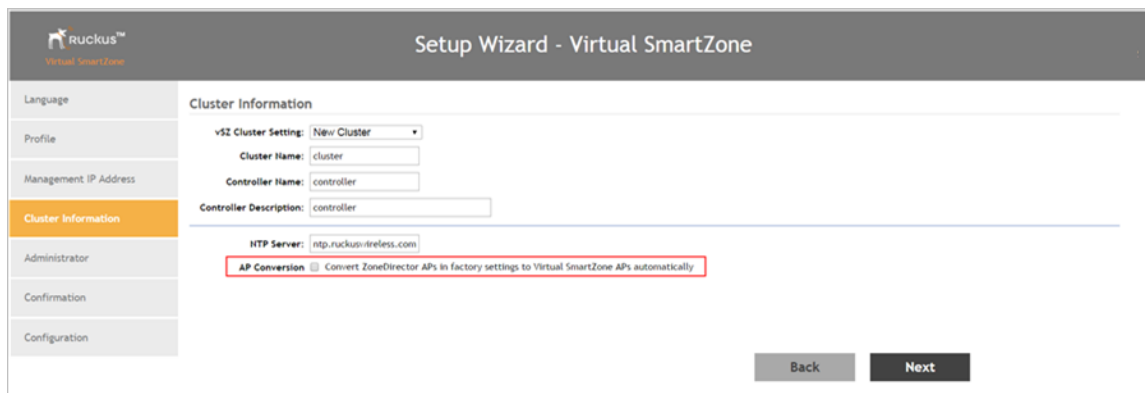 Ruckus™
Virtual SmartZone
Setup Wizard - Virtual SmartZone
Language
Profile
Management IP Address
Cluster Information
Administrator
Confirmation
Configuration
Cluster Information
vSZ Cluster Setting: New Cluster
Cluster Name: cluster
Controller Name: controller
Controller Description: controller
NTP Server: ntp.ruckuswireless.com
AP Conversion Convert ZoneDirector APs in factory settings to Virtual SmartZone APs automatically
Back Next